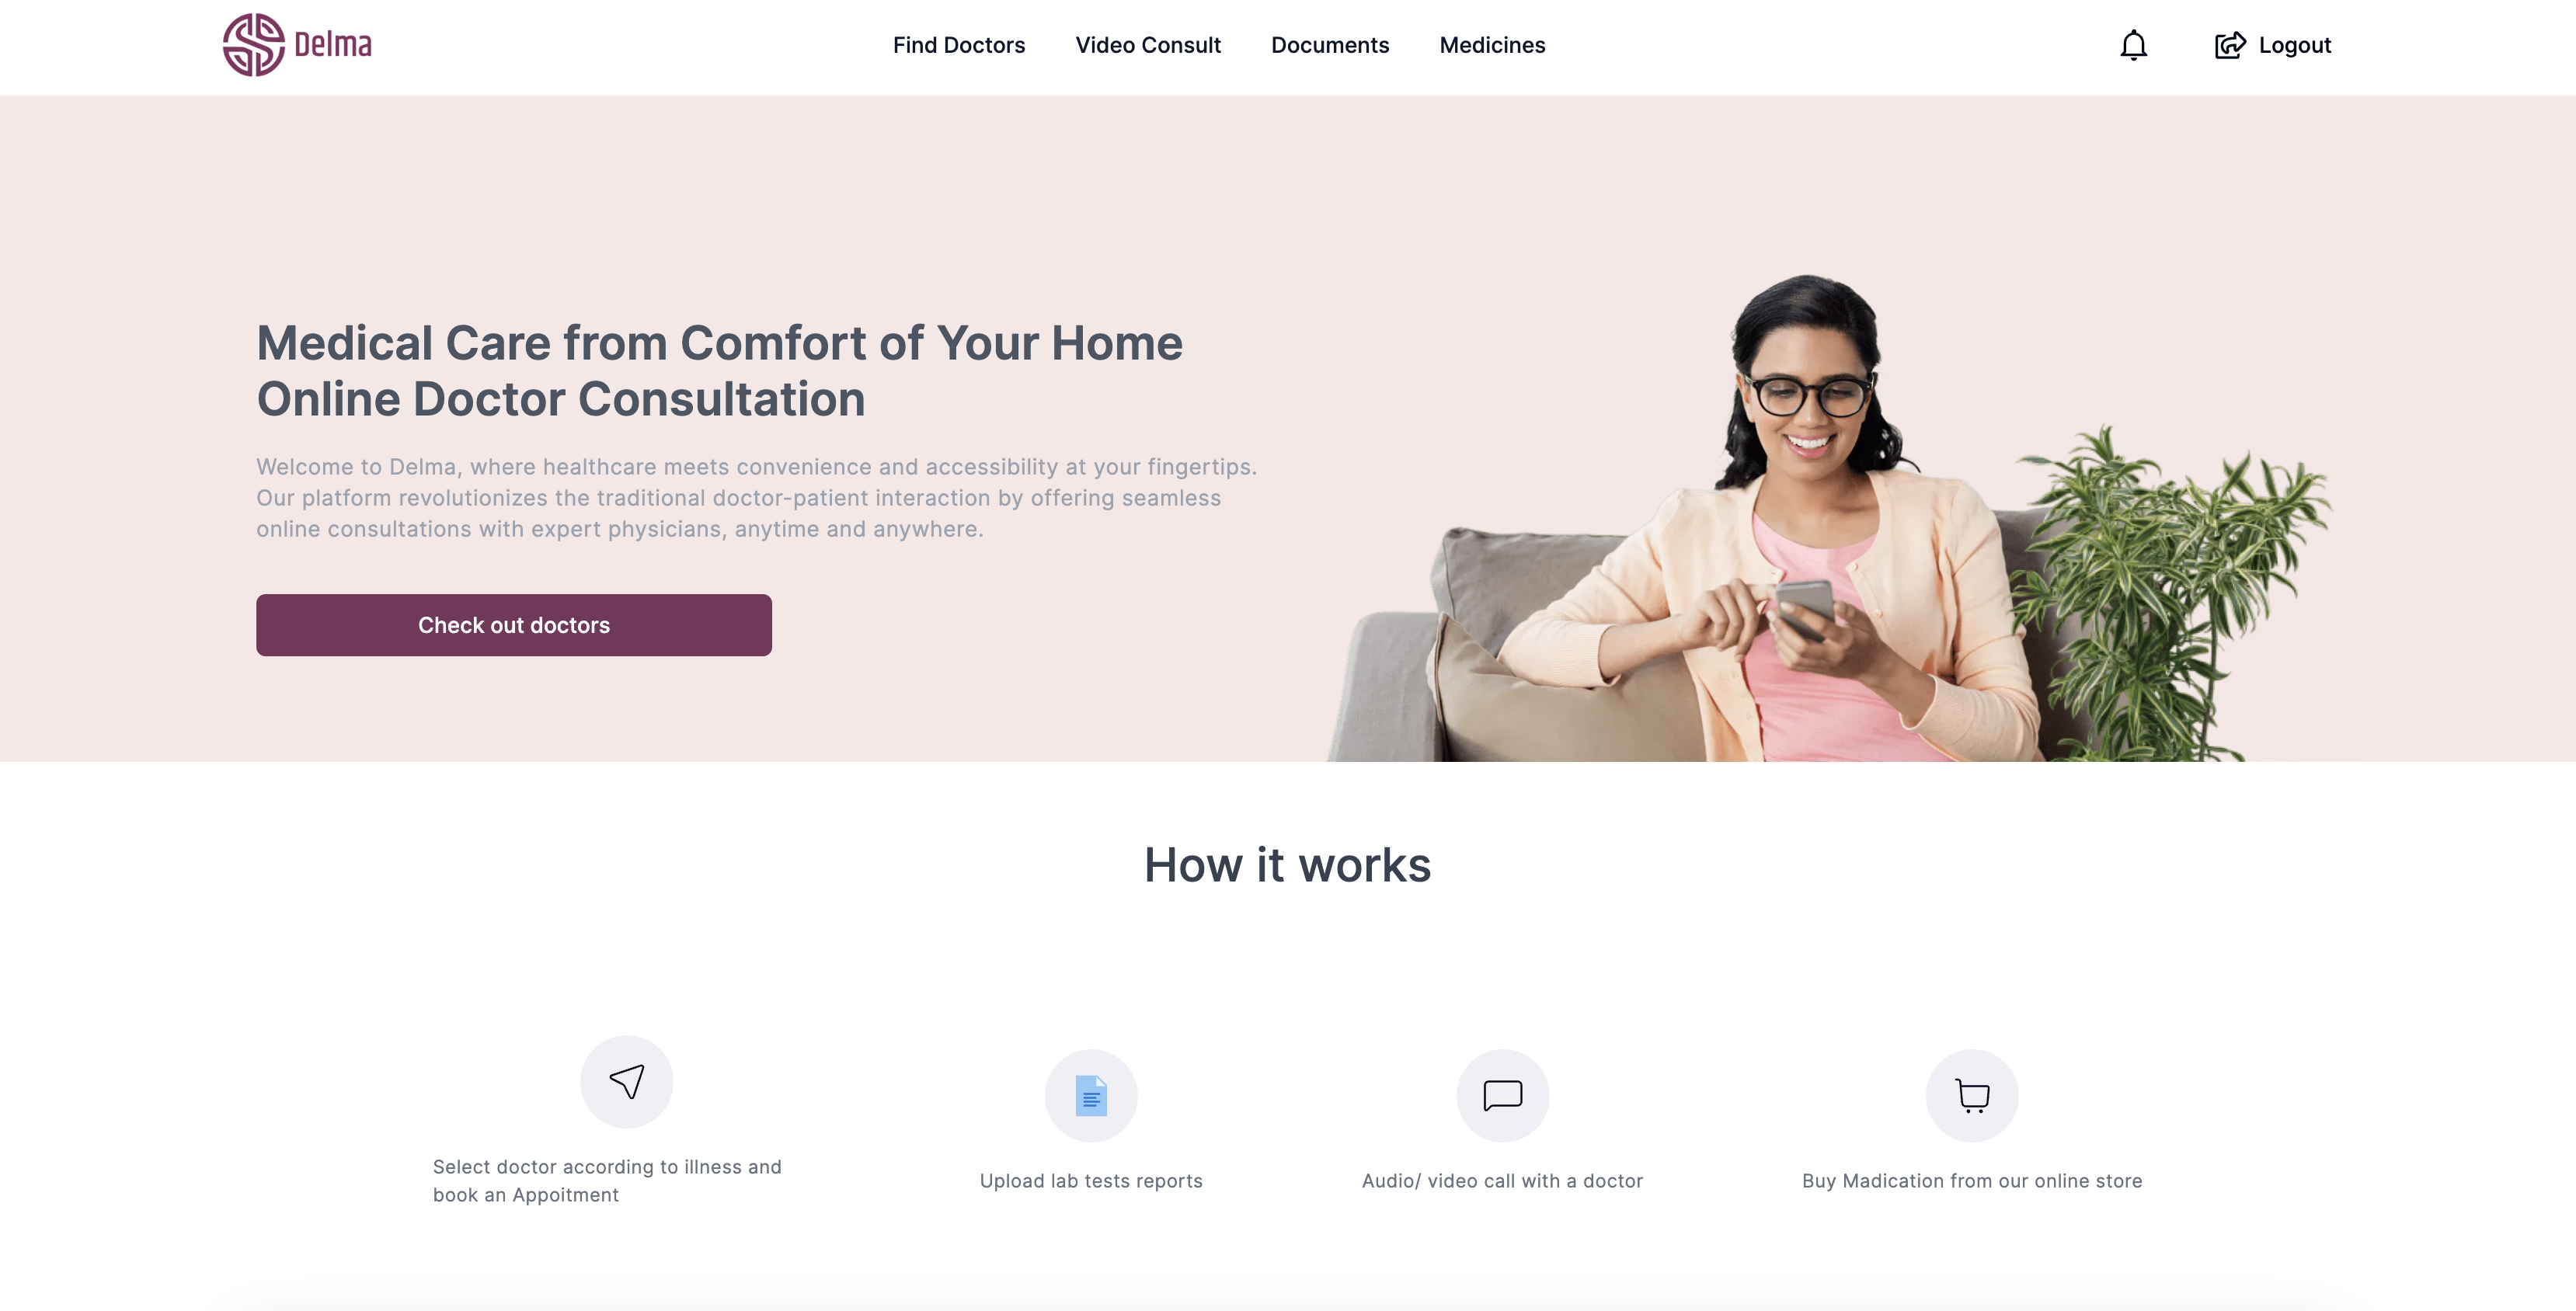 Delma
Find Doctors
Video Consult
Documents
Medicines
Logout
Medical Care from Comfort of Your Home
Online Doctor Consultation
Welcome to Delma, where healthcare meets convenience and accessibility at your fingertips.
Our platform revolutionizes the traditional doctor-patient interaction by offering seamless
online consultations with expert physicians, anytime and anywhere.
Check out doctors
How it works
Select doctor according to illness and
book an Appoitment
Upload lab tests reports
Audio/ video call with a doctor
Buy Madication from our online store